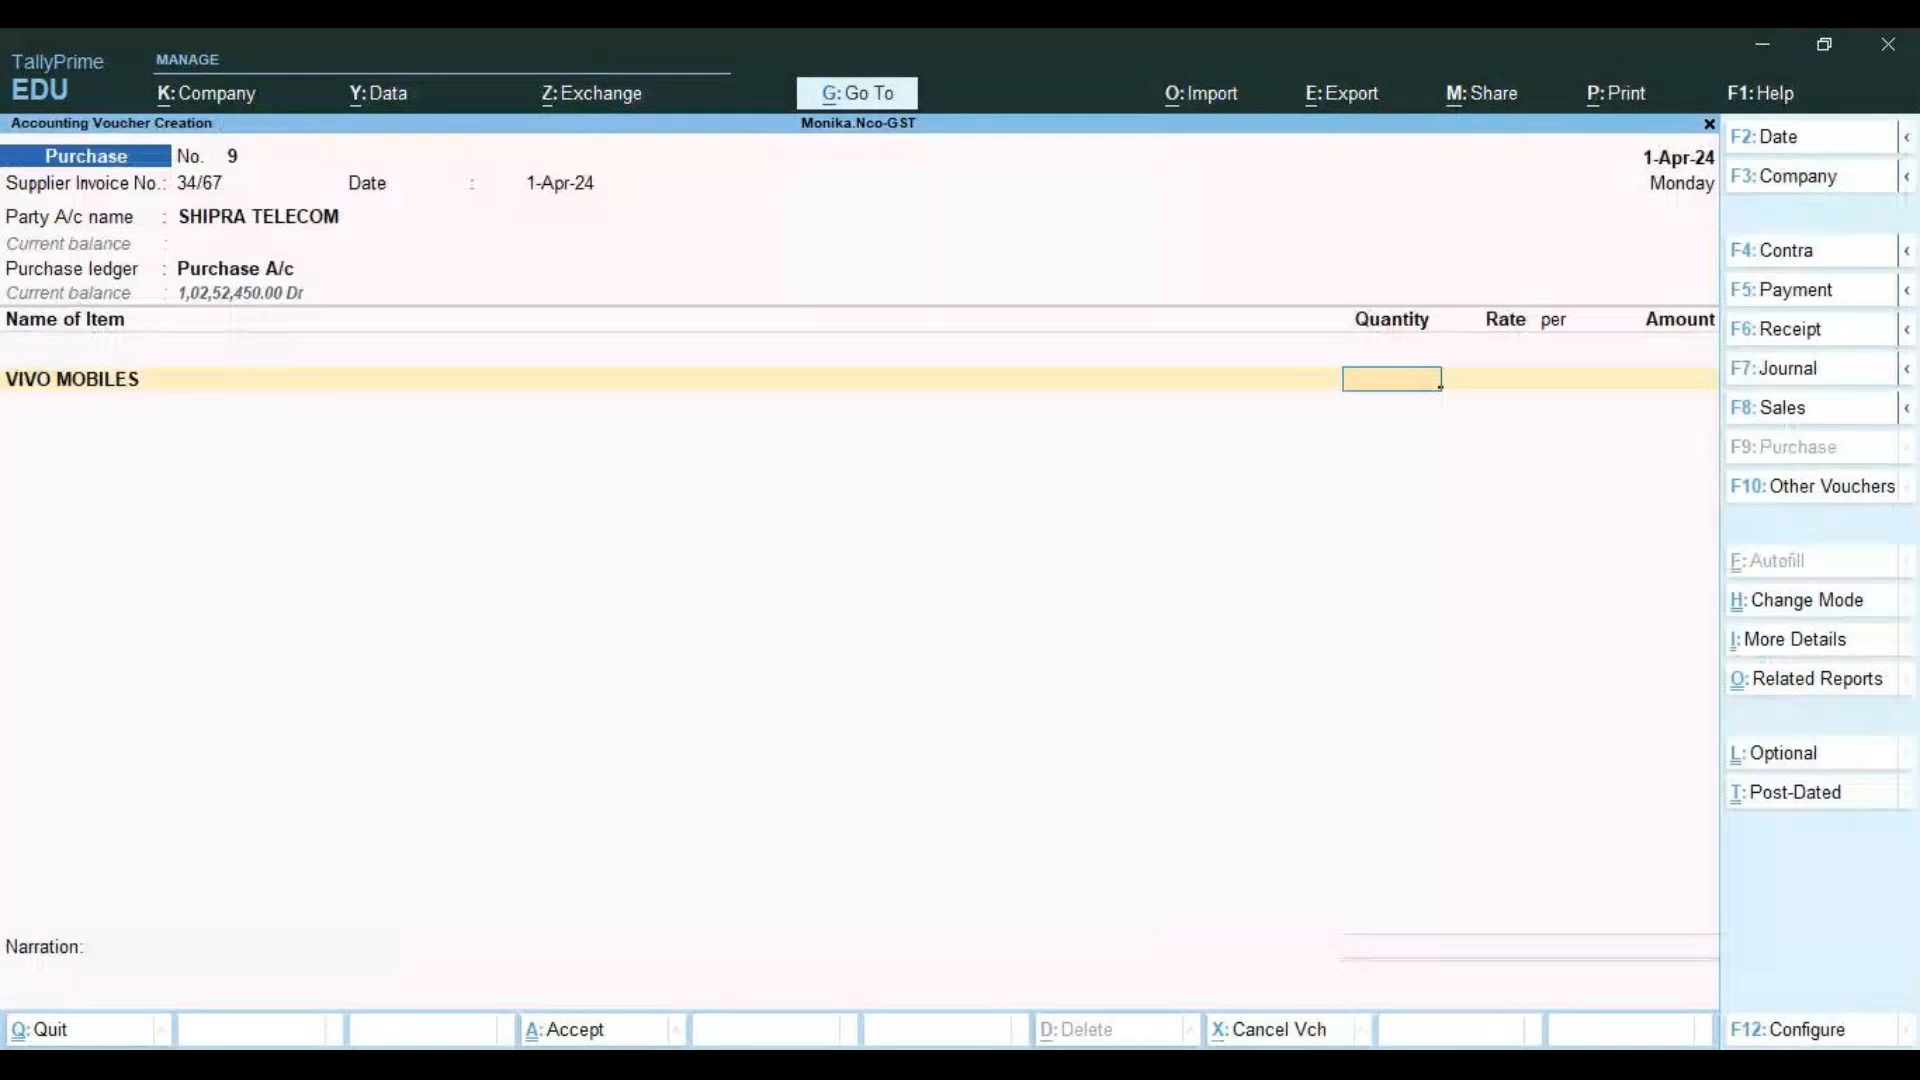 TallyPrime
EDU
MANAGE
K: Company
Y: Data
Z: Exchange
G: Go To
O: Import
E: Export
M: Share
P: Print
F1: Help
Accounting Voucher Creation
Monika.Nco-GST
Purchase No. 9
1-Apr-24
Supplier Invoice No.: 34/67 Date : 1-Apr-24
Monday
Party A/c name : SHIPRA TELECOM
Current balance :
Purchase ledger : Purchase A/c
Current balance : 1,02,52,450.00 Dr
Name of Item Quantity Rate per Amount
VIVO MOBILES
Narration:
F2: Date
F3: Company
F4: Contra
F5: Payment
F6: Receipt
F7: Journal
F8: Sales
F9: Purchase
F10: Other Vouchers
F: Autofill
H: Change Mode
I: More Details
O: Related Reports
L: Optional
T: Post-Dated
Q: Quit
A: Accept
D: Delete
X: Cancel Vch
F12: Configure